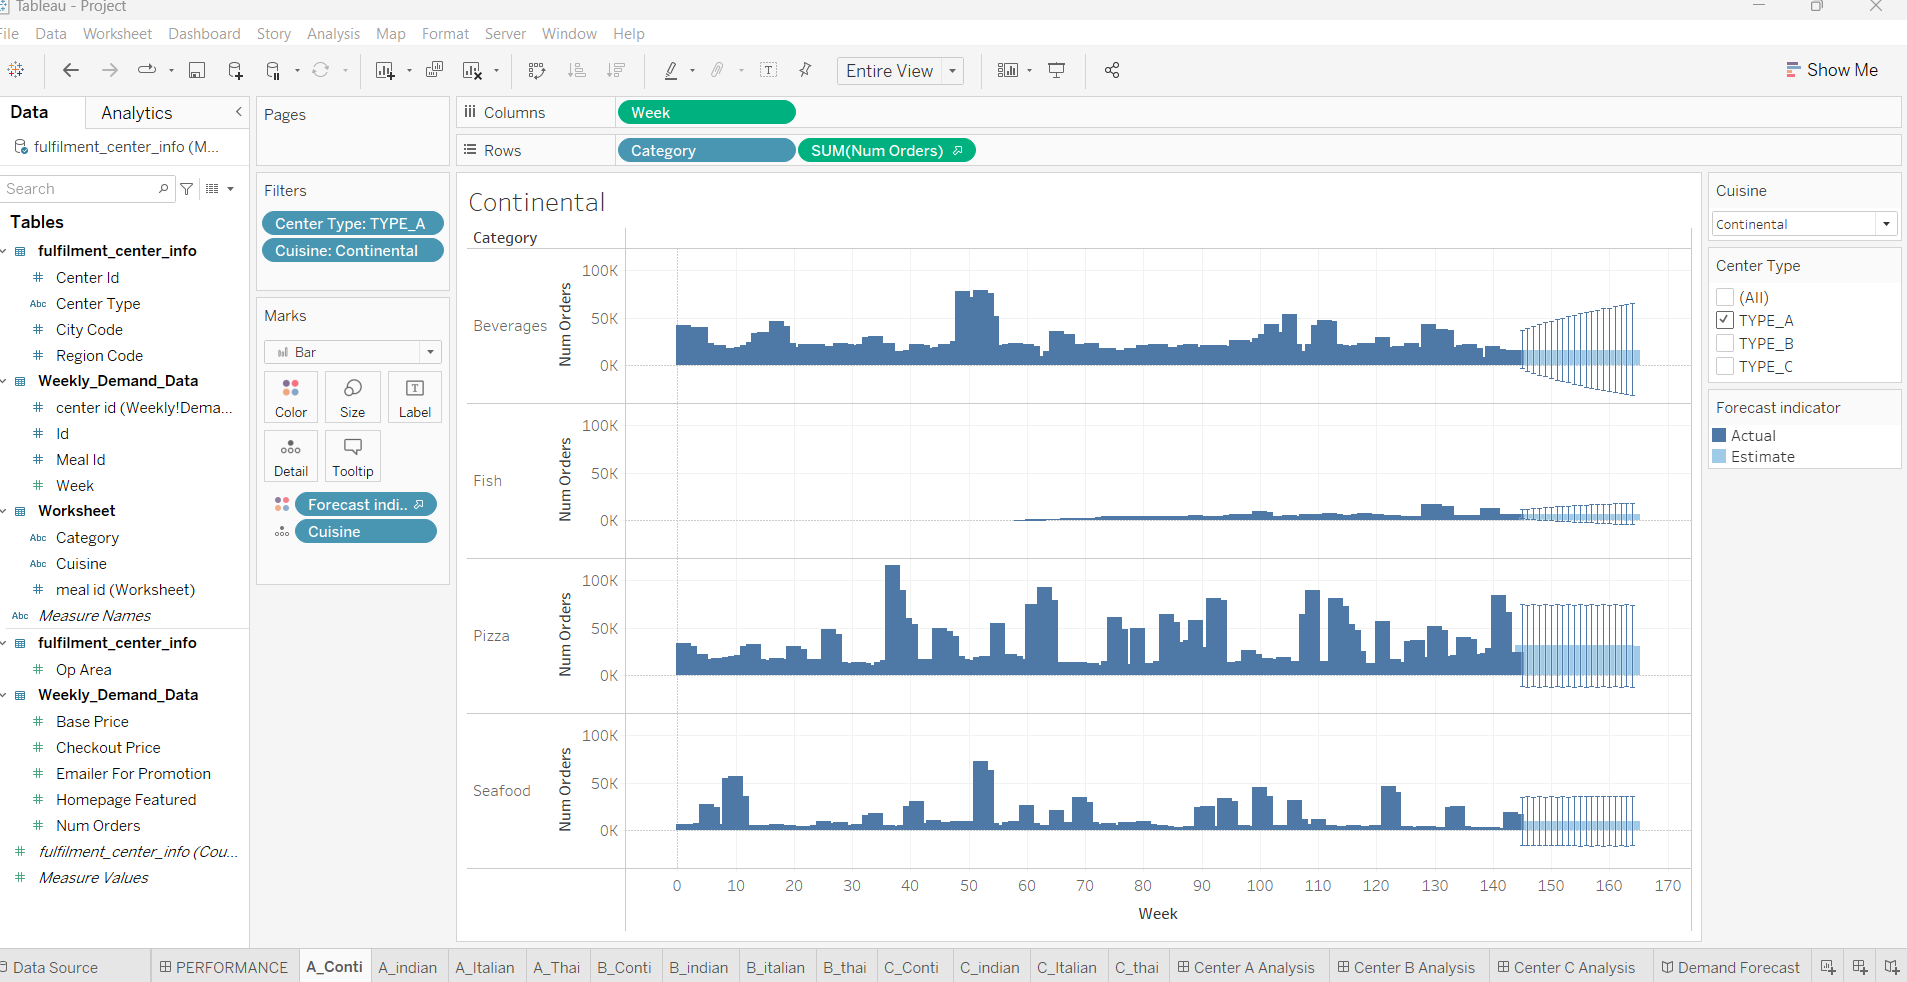 Tableau - Project
File Data Worksheet Dashboard Story Analysis Map Format Server Window Help
Entire View
Show Me
Data Analytics
fulfilment_center_info (M...
Search
Tables
fulfilment_center_info
Center Id
Abc Center Type
City Code
Region Code
Weekly_Demand_Data
center id (Weekly!Dema...
Id
Meal Id
Week
Worksheet
Abc Category
Abc Cuisine
meal id (Worksheet)
Abc Measure Names
fulfilment_center_info
Op Area
Weekly_Demand_Data
Base Price
Checkout Price
Emailer For Promotion
Homepage Featured
Num Orders
fulfilment_center_info (Cou...
Measure Values
Pages
Filters
Center Type: TYPE_A
Cuisine: Continental
Marks
Bar
Color Size Label
Detail Tooltip
Forecast indi..
Cuisine
Columns Week
Rows Category SUM(Num Orders)
Continental
Category
Beverages
Num Orders
100K
50K
0K
Fish
Num Orders
100K
50K
0K
Pizza
Num Orders
100K
50K
0K
Seafood
Num Orders
100K
50K
0K
0 10 20 30 40 50 60 70 80 90 100 110 120 130 140 150 160 170
Week
Cuisine
Continental
Center Type
(All)
TYPE_A
TYPE_B
TYPE_C
Forecast indicator
Actual
Estimate
Data Source PERFORMANCE A_Conti A_indian A_Italian A_Thai B_Conti B_indian B_italian B_thai C_Conti C_indian C_Italian C_thai Center A Analysis Center B Analysis Center C Analysis Demand Forecast